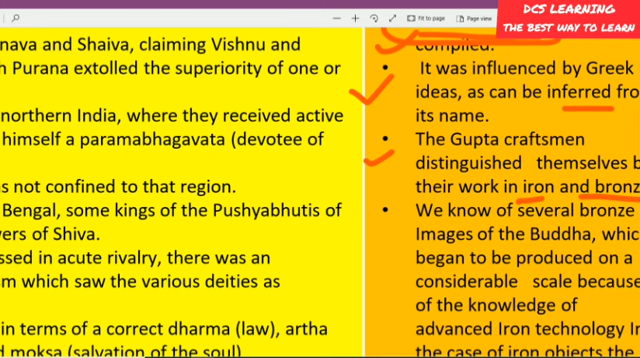 DCS LEARNING
THE BEST WAY TO LEARN
Fit to page
Page view
nava and Shaiva, claiming Vishnu and
h Purana extolled the superiority of one or
northern India, where they received active
himself a paramabhagavata (devotee of
s not confined to that region.
Bengal, some kings of the Pushyabhutis of
vers of Shiva.
ssed in acute rivalry, there was an
sm which saw the various deities as
in terms of a correct dharma (law), artha
d moksa (salvation of the soul)
compiled.
• It was influenced by Greek
ideas, as can be inferred fro
its name.
• The Gupta craftsmen
distinguished themselves b
their work in iron and bronz
• We know of several bronze
Images of the Buddha, whic
began to be produced on a
considerable scale because
of the knowledge of
advanced Iron technology In
the case of iron objects the